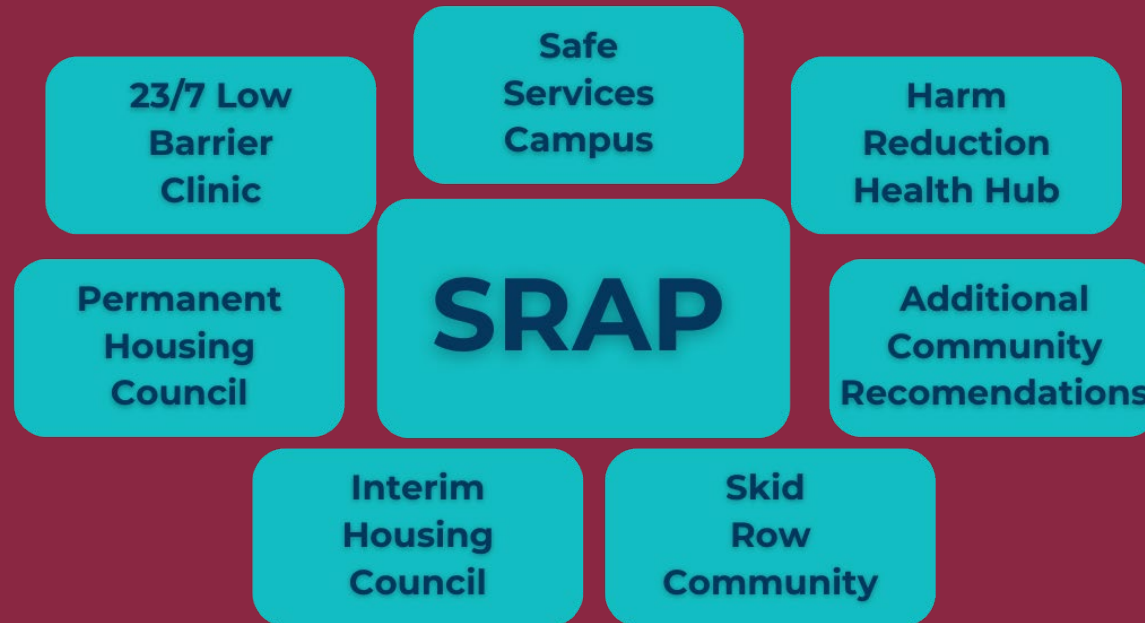 Safe
Services
Campus
23/7 Low
Barrier
Clinic
Harm
Reduction
Health Hub
SRAP
Permanent
Housing
Council
Additional
Community
Recomendations
Interim
Housing
Council
Skid
Row
Community